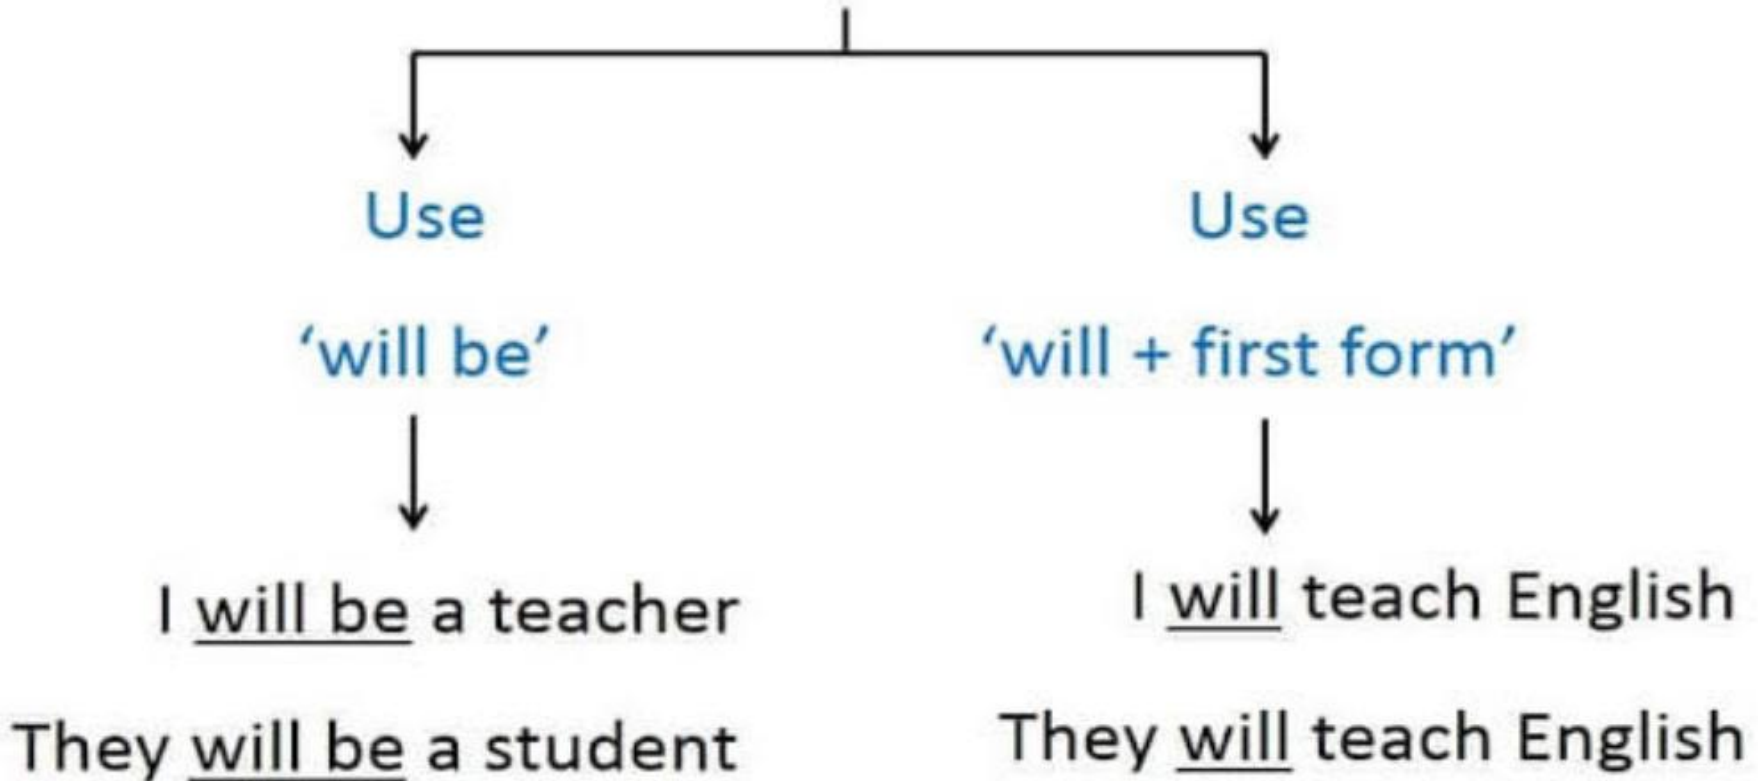 Use
‘will be’
I will be a teacher
They will be a student
Use
‘will + first form’
I will teach English
They will teach English